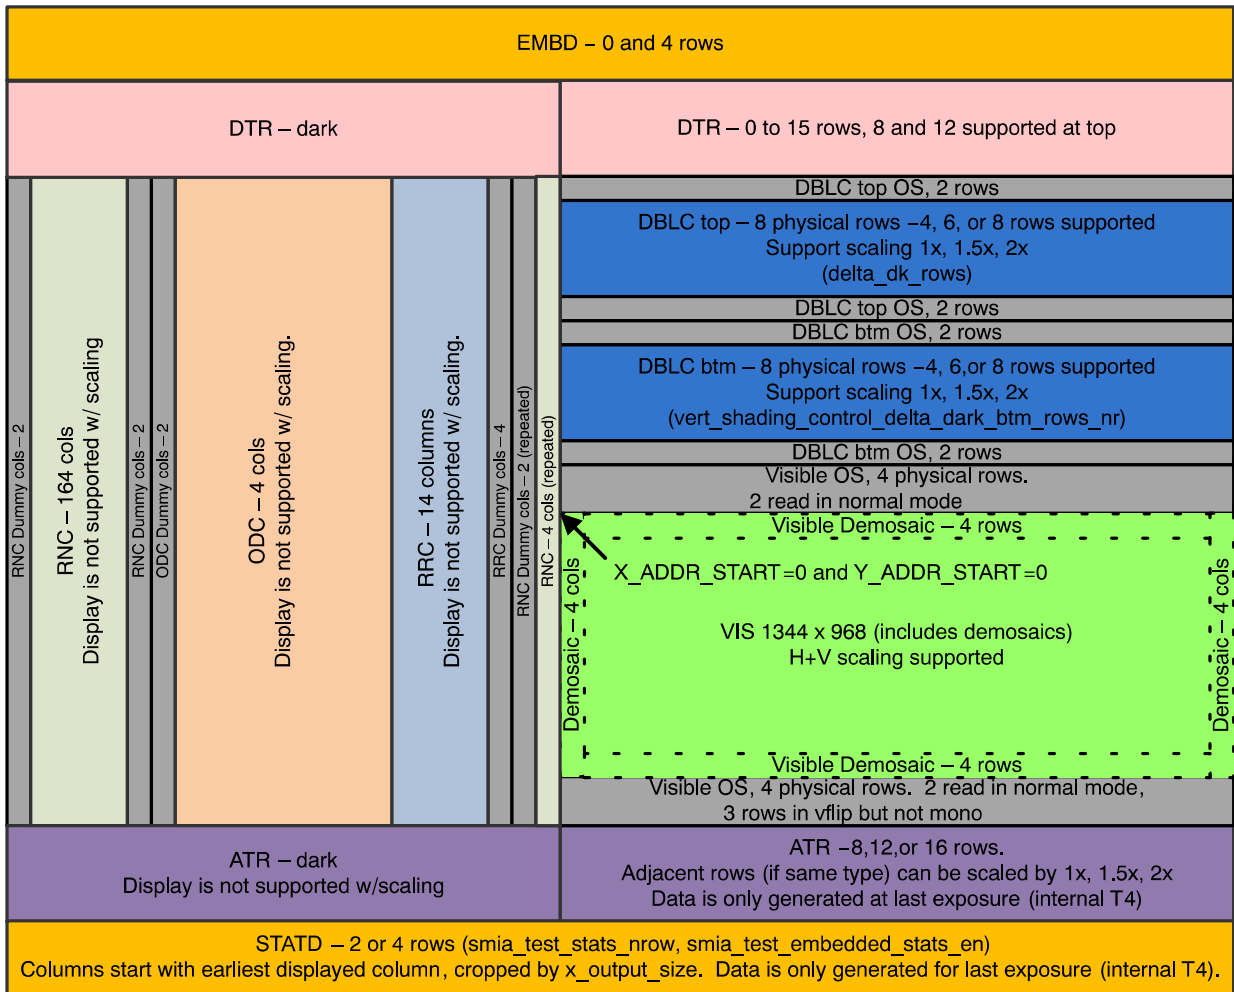 EMBD – 0 and 4 rows
DTR – dark
DTR – 0 to 15 rows, 8 and 12 supported at top
RNC Dummy cols – 2
RNC – 164 cols
Display is not supported w/ scaling
RNC Dummy cols – 2
ODC Dummy cols – 2
ODC – 4 cols
Display is not supported w/ scaling.
RRC – 14 columns
Display is not supported w/ scaling.
RRC Dummy cols – 4
RNC Dummy cols – 2 (repeated)
RNC – 4 cols (repeated)
DBLC top OS, 2 rows
DBLC top – 8 physical rows –4, 6, or 8 rows supported
Support scaling 1x, 1.5x, 2x
(delta_dk_rows)
DBLC top OS, 2 rows
DBLC btm OS, 2 rows
DBLC btm – 8 physical rows –4, 6,or 8 rows supported
Support scaling 1x, 1.5x, 2x
(vert_shading_control_delta_dark_btm_rows_nr)
DBLC btm OS, 2 rows
Visible OS, 4 physical rows.
2 read in normal mode
Visible Demosaic – 4 rows
Demosaic – 4 cols
X_ADDR_START=0 and Y_ADDR_START=0
VIS 1344 x 968 (includes demosaics)
H+V scaling supported
Demosaic – 4 cols
Visible Demosaic – 4 rows
Visible OS, 4 physical rows.  2 read in normal mode,
3 rows in vflip but not mono
ATR – dark
Display is not supported w/scaling
ATR –8,12,or 16 rows.
Adjacent rows (if same type) can be scaled by 1x, 1.5x, 2x
Data is only generated at last exposure (internal T4)
STATD – 2 or 4 rows (smia_test_stats_nrow, smia_test_embedded_stats_en)
Columns start with earliest displayed column, cropped by x_output_size.  Data is only generated for last exposure (internal T4).